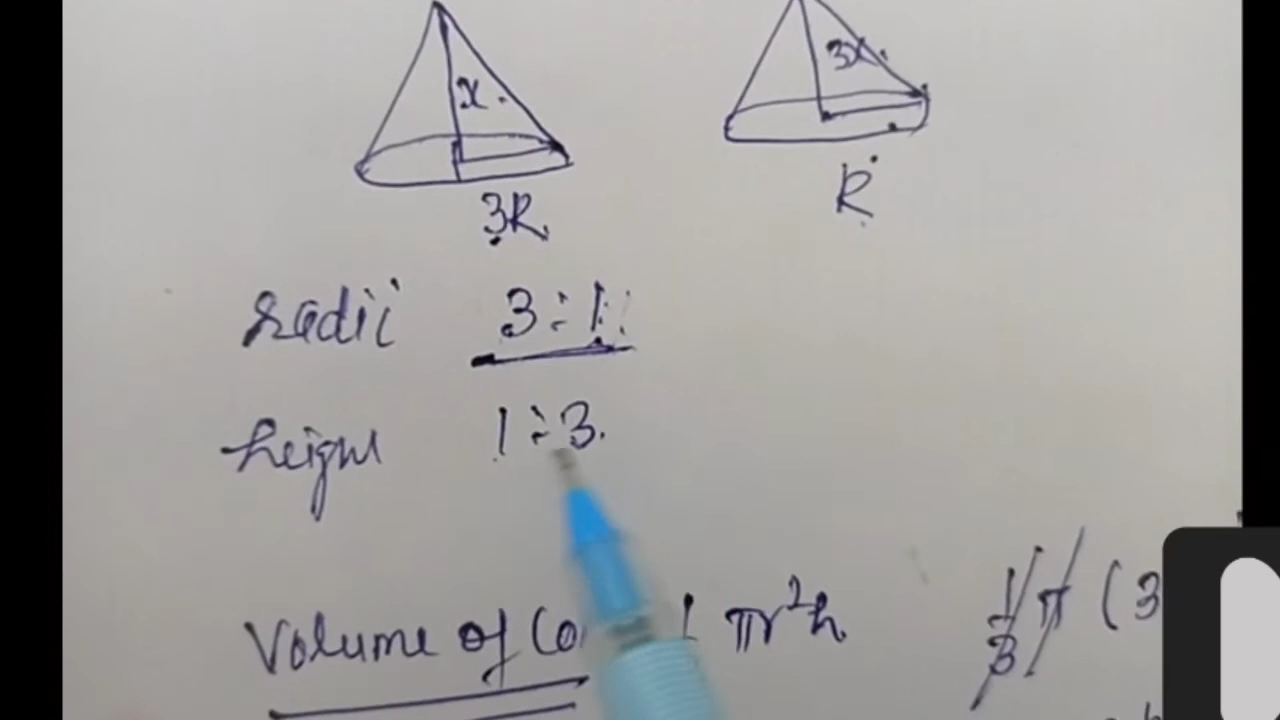 x. 3x.
3R. R
radii 3:1
height 1:3.
Volume of πr²h 1/3 π (3